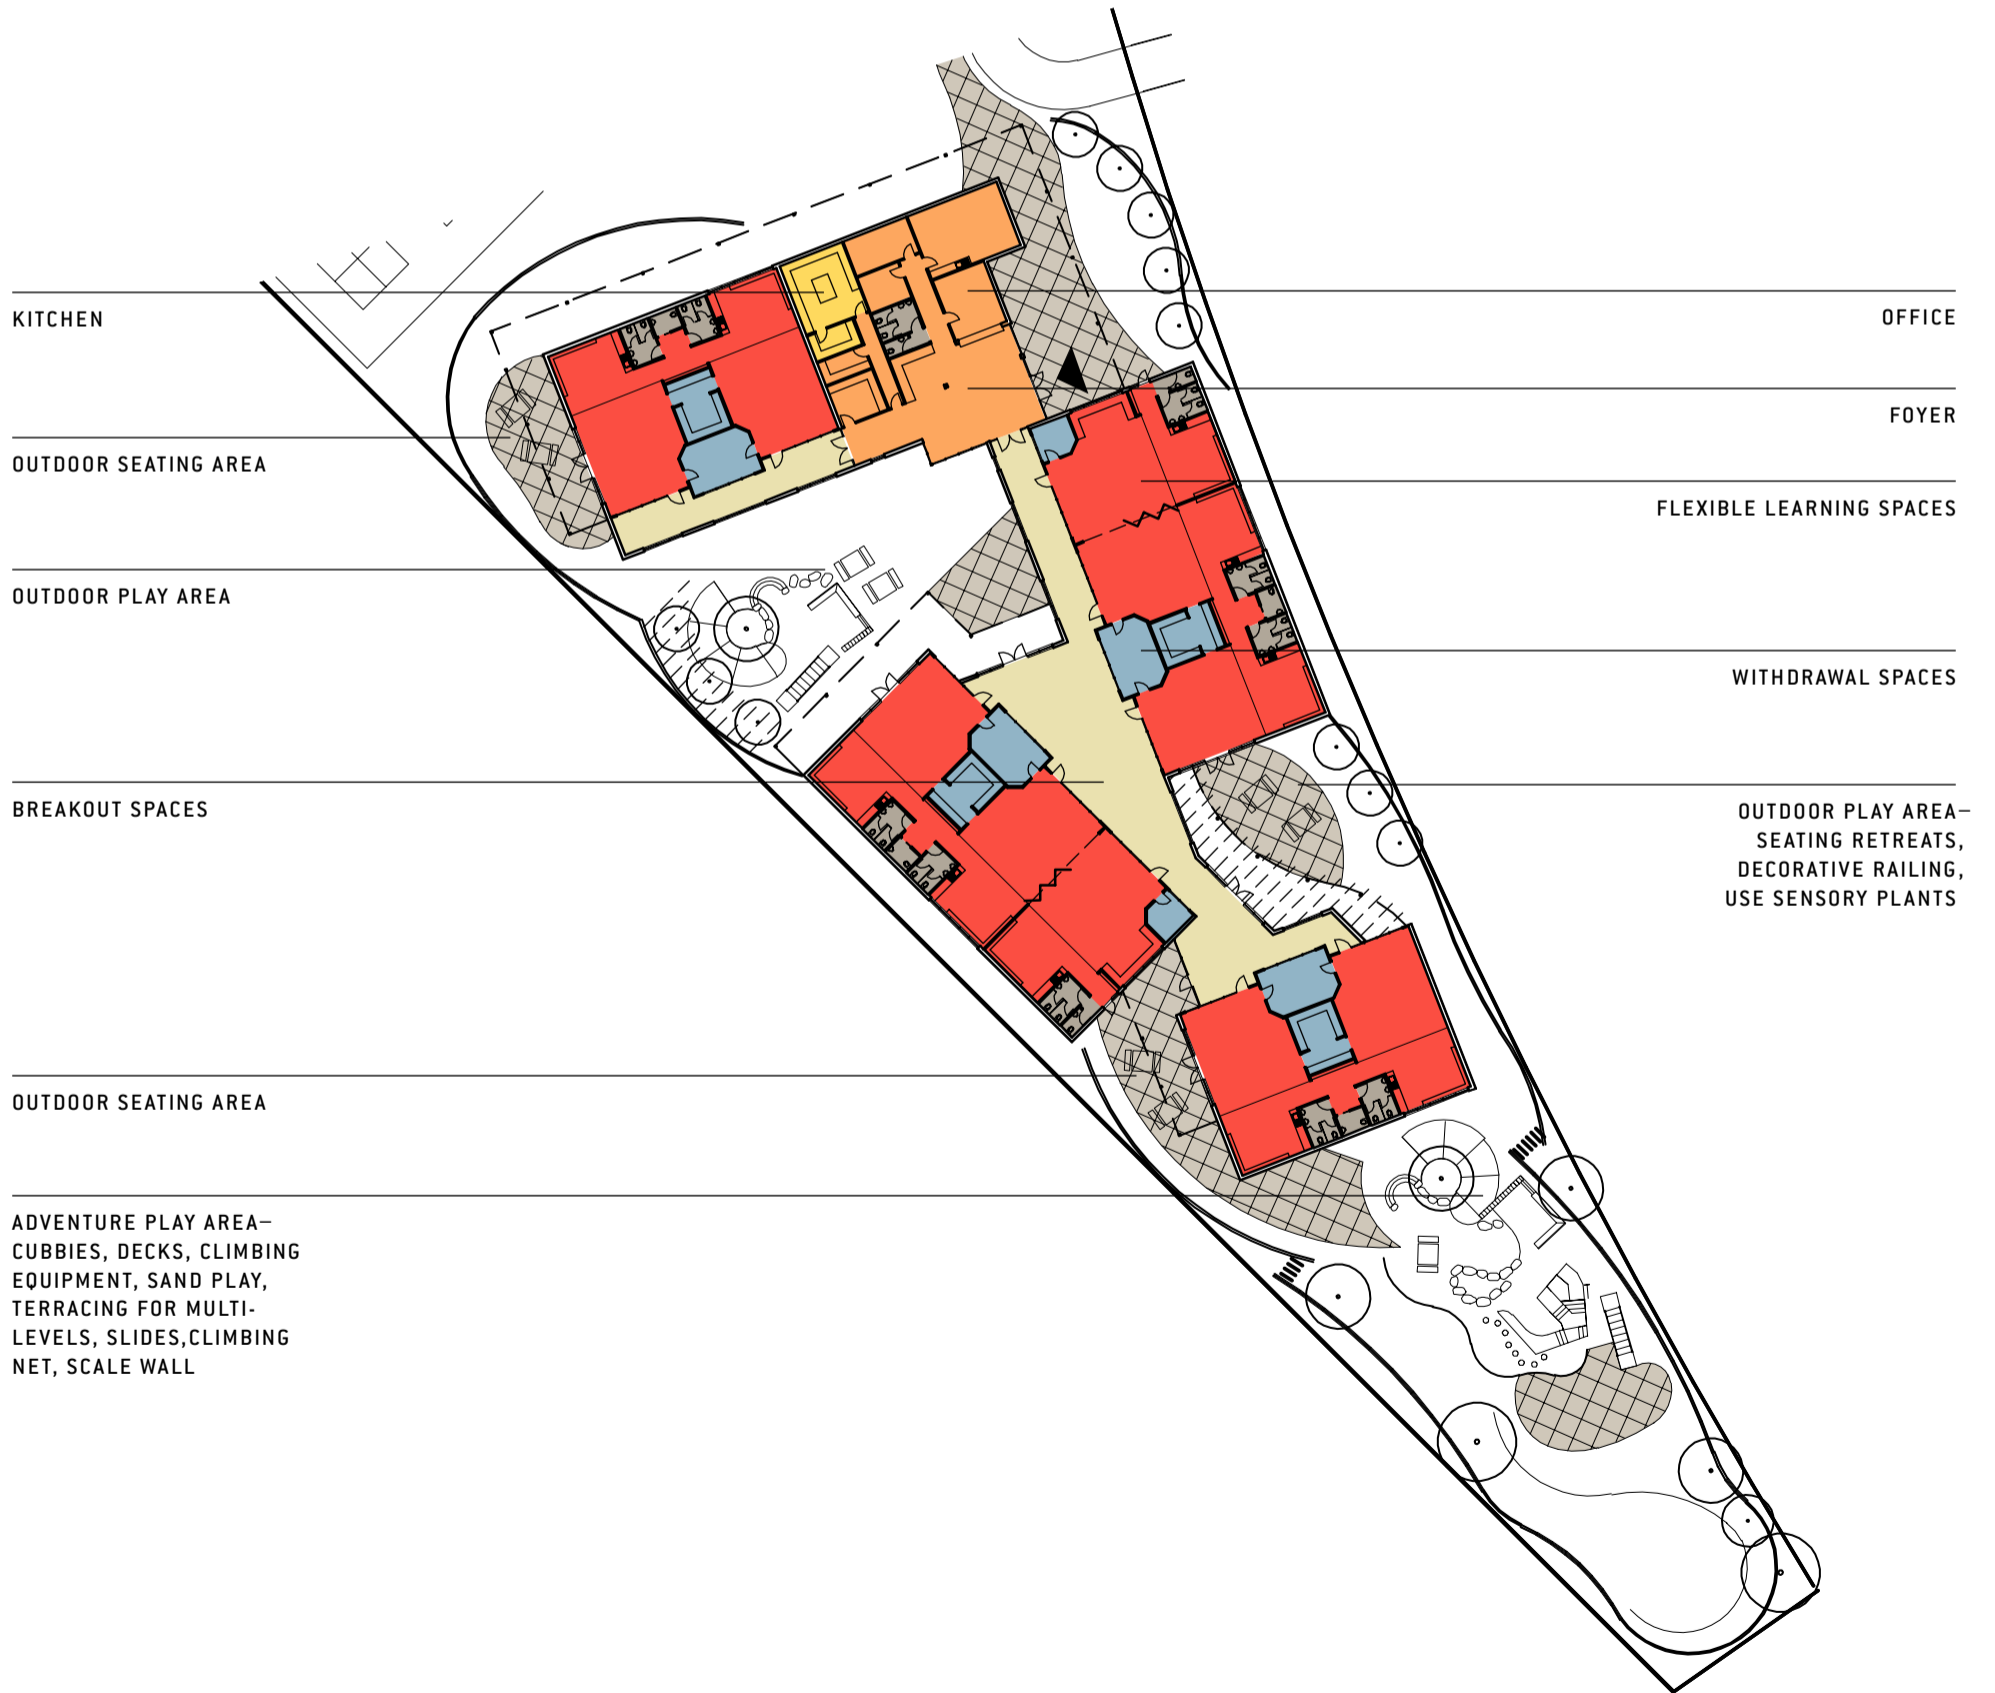 KITCHEN
OUTDOOR SEATING AREA
OUTDOOR PLAY AREA
BREAKOUT SPACES
OUTDOOR SEATING AREA
ADVENTURE PLAY AREA—
CUBBIES, DECKS, CLIMBING
EQUIPMENT, SAND PLAY,
TERRACING FOR MULTI-
LEVELS, SLIDES,CLIMBING
NET, SCALE WALL
OFFICE
FOYER
FLEXIBLE LEARNING SPACES
WITHDRAWAL SPACES
OUTDOOR PLAY AREA—
SEATING RETREATS,
DECORATIVE RAILING,
USE SENSORY PLANTS